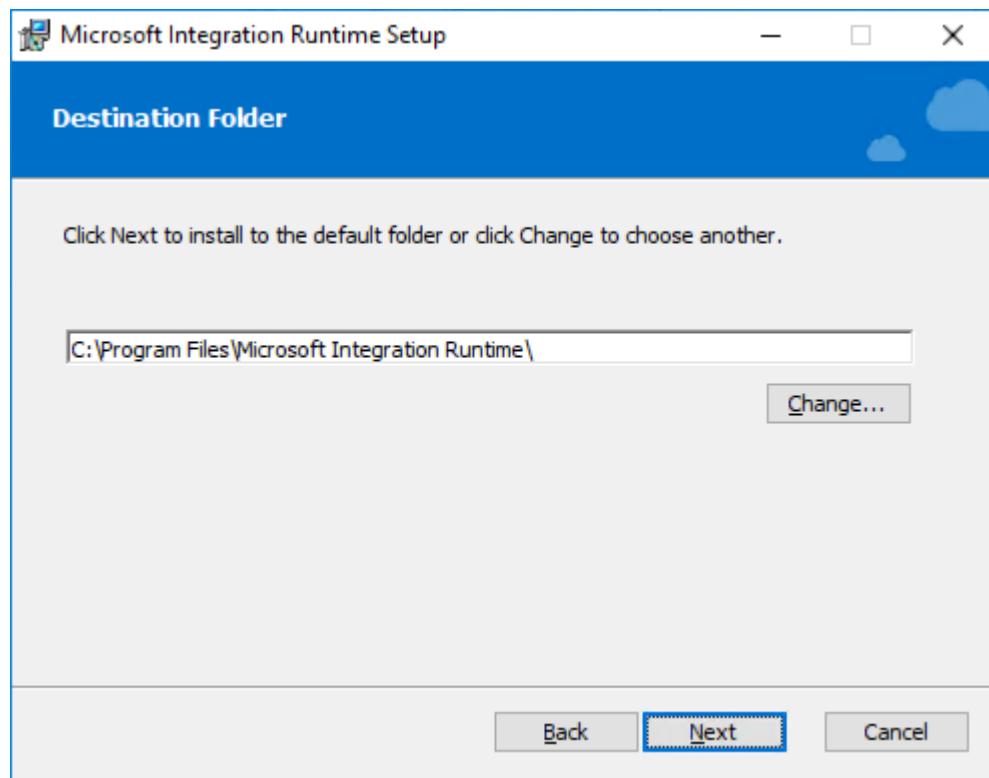 Microsoft Integration Runtime Setup
Destination Folder
Click Next to install to the default folder or click Change to choose another.
C:\Program Files\Microsoft Integration Runtime\
Change...
Back
Next
Cancel